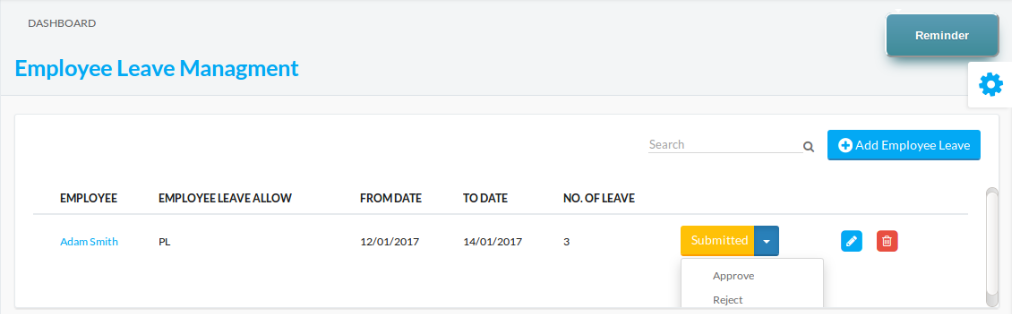 DASHBOARD
Reminder
Employee Leave Managment
Search
Add Employee Leave
EMPLOYEE EMPLOYEE LEAVE ALLOW FROM DATE TO DATE NO. OF LEAVE
Adam Smith PL 12/01/2017 14/01/2017 3 Submitted
Approve
Reject